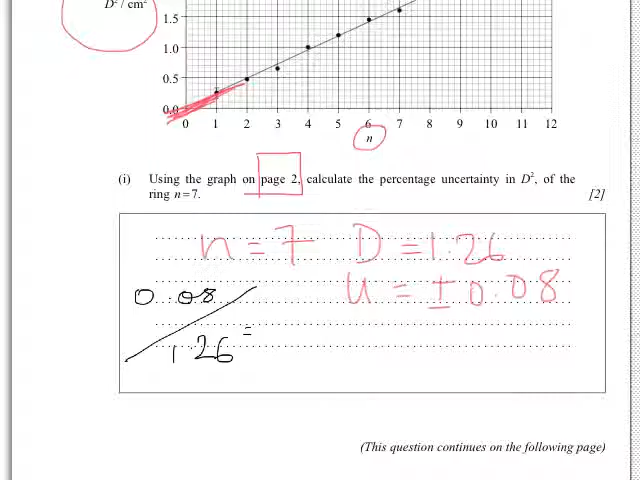 D² / cm²
1.5
1.0
0.5
0.0
0 1 2 3 4 5 6 7 8 9 10 11 12
n
(i) Using the graph on page 2, calculate the percentage uncertainty in D², of the
ring n=7. [2]
n = 7 D = 1.26
u = ± 0.08
0.08
1.26 =
(This question continues on the following page)